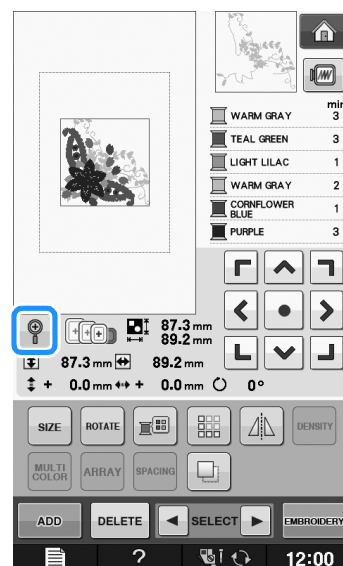 min
WARM GRAY 3
TEAL GREEN 3
LIGHT LILAC 1
WARM GRAY 2
CORNFLOWER
BLUE 1
PURPLE 3
87.3 mm
89.2 mm
87.3 mm 89.2 mm
+ 0.0 mm + 0.0 mm 0°
SIZE ROTATE DENSITY
MULTI
COLOR ARRAY SPACING
ADD DELETE SELECT EMBROIDERY
? 12:00